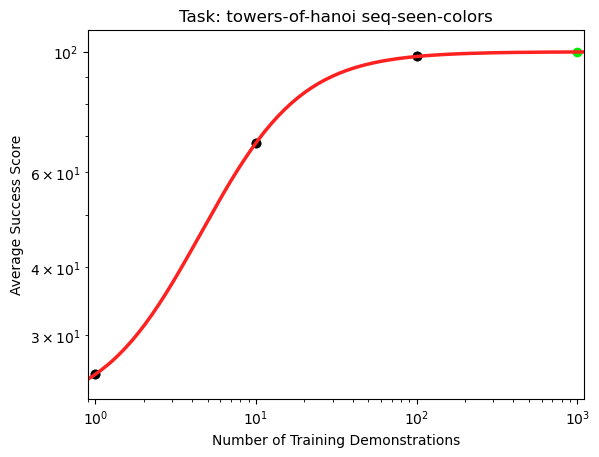 Task: towers-of-hanoi seq-seen-colors
10²
6 × 10¹
4 × 10¹
3 × 10¹
Average Success Score
10⁰ 10¹ 10² 10³
Number of Training Demonstrations